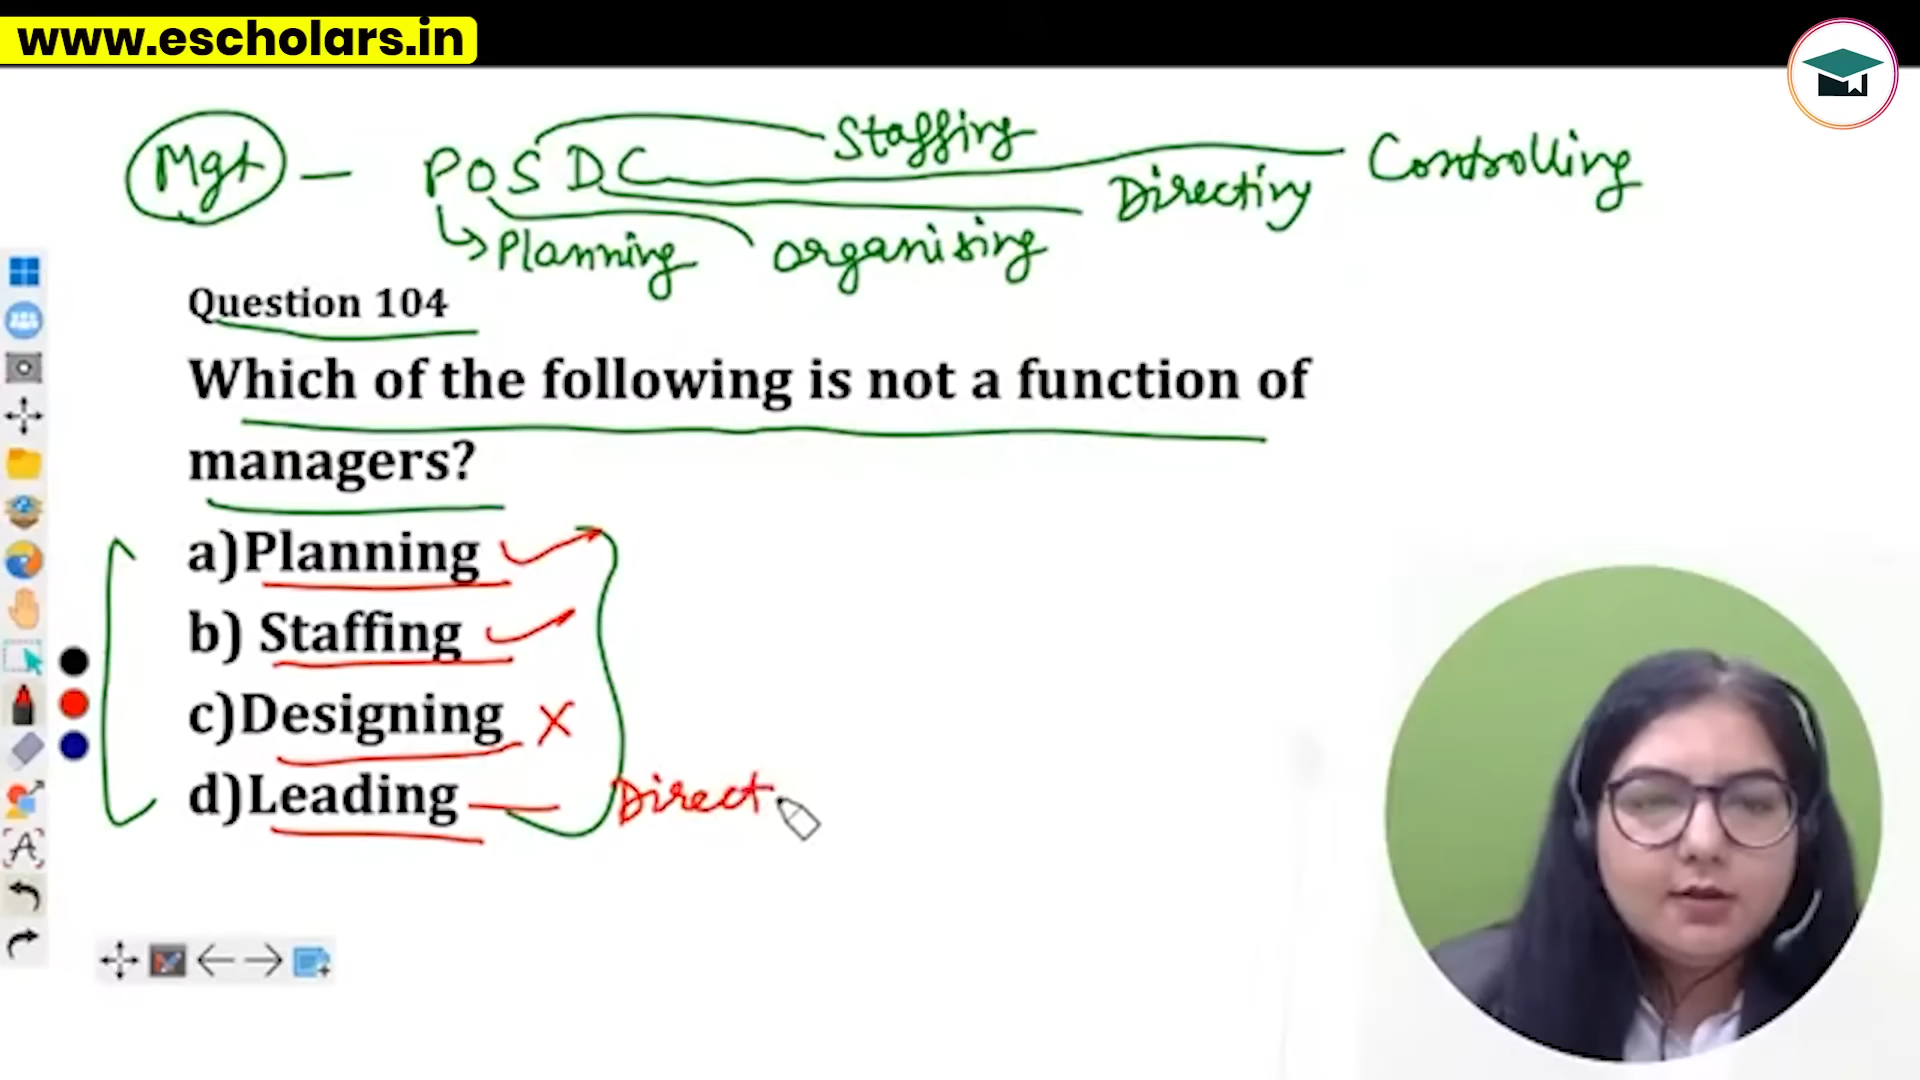 www.escholars.in
Mgt — POSDC Staffing Directing Controlling
Planning organising
Question 104
Which of the following is not a function of
managers?
a)Planning
b) Staffing
c)Designing X
d)Leading — Direct
A